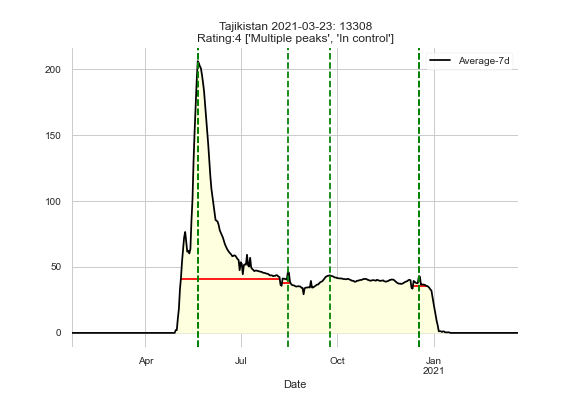 Tajikistan 2021-03-23: 13308
Rating:4 ['Multiple peaks', 'In control']
Average-7d
200
150
100
50
0
Apr
Jul
Oct
Jan
2021
Date